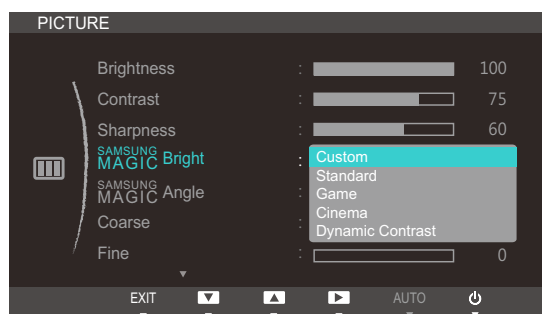 PICTURE
Brightness : 100
Contrast : 75
Sharpness : 60
SAMSUNG MAGIC Bright : Custom
Standard
SAMSUNG MAGIC Angle : Game
Cinema
Coarse : Dynamic Contrast
Fine : 0
EXIT AUTO